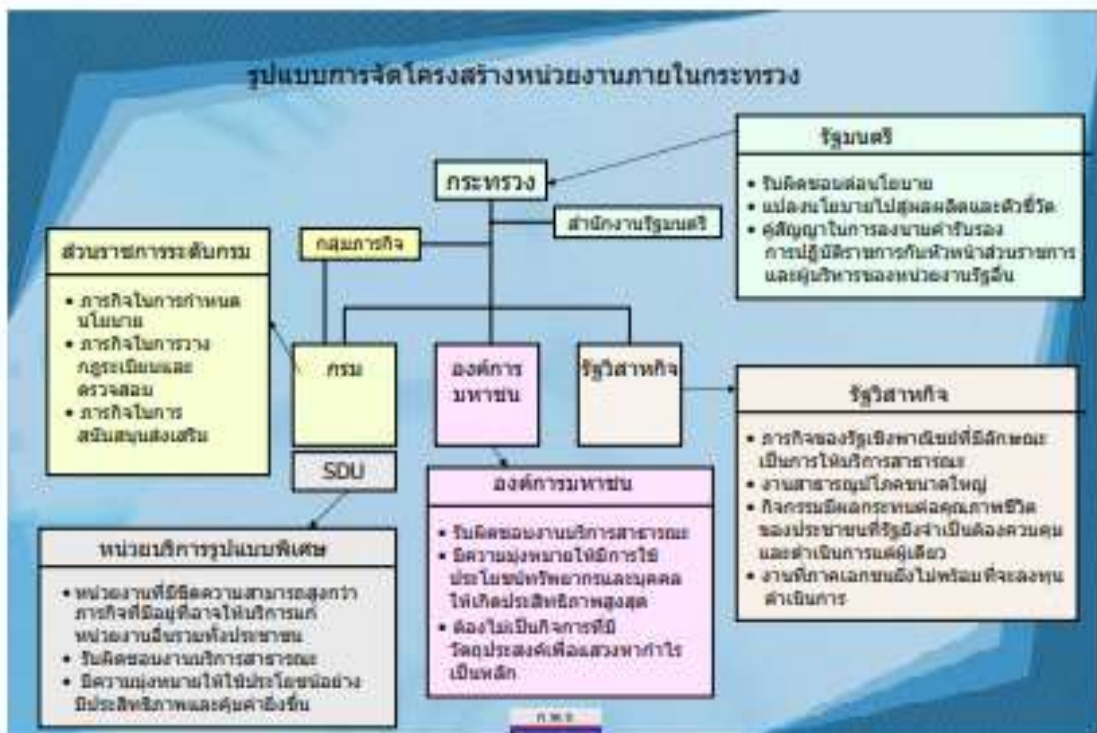 รูปแบบการจัดโครงสร้างหน่วยงานภายในกระทรวง
รัฐมนตรี
• รับผิดชอบต่อนโยบาย
• แปลงนโยบายไปสู่ผลผลิตและตัวชี้วัด
• คู่สัญญาในการลงนามคำรับรอง
การปฏิบัติราชการกับหัวหน้าส่วนราชการ
และผู้บริหารของหน่วยงานรัฐอื่น
กระทรวง
สำนักงานรัฐมนตรี
กลุ่มภารกิจ
ส่วนราชการระดับกรม
• ภารกิจในการกำหนด
นโยบาย
• ภารกิจในการวาง
กฎระเบียบและ
ตรวจสอบ
• ภารกิจในการ
สนับสนุนส่งเสริม
กรม
องค์การ
มหาชน
รัฐวิสาหกิจ
SDU
รัฐวิสาหกิจ
• ภารกิจของรัฐเชิงพาณิชย์ที่มีลักษณะ
เป็นการให้บริการสาธารณะ
• งานสาธารณูปโภคขนาดใหญ่
• กิจกรรมมีผลกระทบต่อคุณภาพชีวิต
ของประชาชนที่รัฐยังจำเป็นต้องควบคุม
และดำเนินการแต่ผู้เดียว
• งานที่ภาคเอกชนยังไม่พร้อมที่จะลงทุน
ดำเนินการ
องค์การมหาชน
• รับผิดชอบงานบริการสาธารณะ
• มีความมุ่งหมายให้มีการใช้
ประโยชน์ทรัพยากรและบุคคล
ให้เกิดประสิทธิภาพสูงสุด
• ต้องไม่เป็นกิจการที่มี
วัตถุประสงค์เพื่อแสวงหากำไร
เป็นหลัก
หน่วยบริการรูปแบบพิเศษ
• หน่วยงานที่มีขีดความสามารถสูงกว่า
ภารกิจที่มีอยู่ที่อาจให้บริการแก่
หน่วยงานอื่นรวมทั้งประชาชน
• รับผิดชอบงานบริการสาธารณะ
• มีความมุ่งหมายให้ใช้ประโยชน์อย่าง
มีประสิทธิภาพและคุ้มค่ายิ่งขึ้น